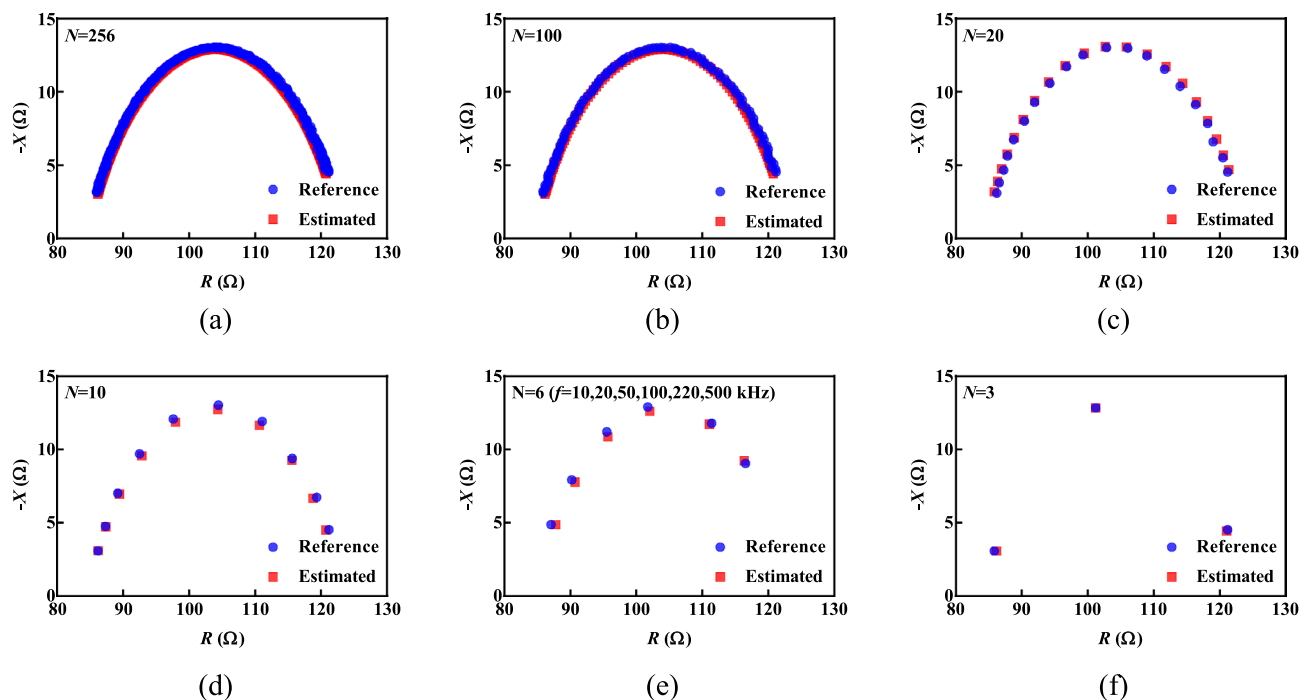 N=256
-X (Ω)
15
10
5
0
Reference
Estimated
80 90 100 110 120 130
R (Ω)
(a)
N=100
-X (Ω)
15
10
5
0
Reference
Estimated
80 90 100 110 120 130
R (Ω)
(b)
N=20
-X (Ω)
15
10
5
0
Reference
Estimated
80 90 100 110 120 130
R (Ω)
(c)
N=10
-X (Ω)
15
10
5
0
Reference
Estimated
80 90 100 110 120 130
R (Ω)
(d)
N=6 (f=10,20,50,100,220,500 kHz)
-X (Ω)
15
10
5
0
Reference
Estimated
80 90 100 110 120 130
R (Ω)
(e)
N=3
-X (Ω)
15
10
5
0
Reference
Estimated
80 90 100 110 120 130
R (Ω)
(f)